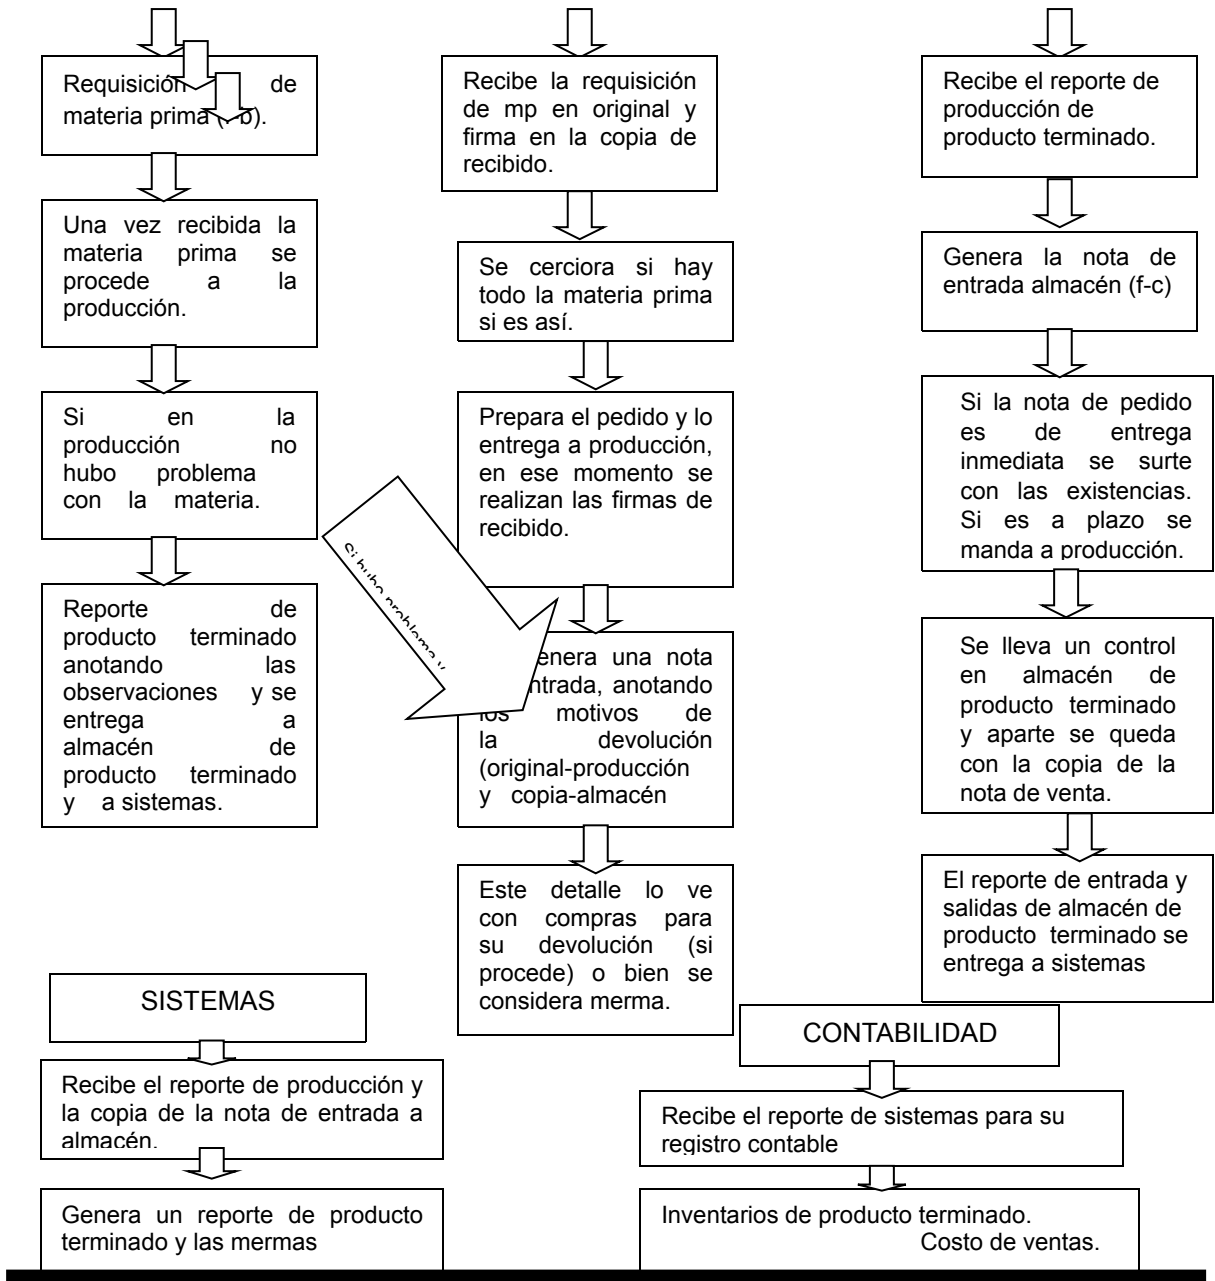 Requisición de
materia prima
Una vez recibida la
materia prima se
procede a la
producción.
Si en la
producción no
hubo problema
con la materia.
Reporte de
producto terminado
anotando las
observaciones y se
entrega a
almacén de
producto terminado
y a sistemas.
Recibe la requisición
de mp en original y
firma en la copia de
recibido.
Se cerciora si hay
todo la materia prima
si es así.
Prepara el pedido y lo
entrega a producción,
en ese momento se
realizan las firmas de
recibido.
Si hubo problema y
enera una nota
ntrada, anotando
los motivos de
la devolución
(original-producción
y copia-almacén
Este detalle lo ve
con compras para
su devolución (si
procede) o bien se
considera merma.
Recibe el reporte de
producción de
producto terminado.
Genera la nota de
entrada almacén (f-c)
Si la nota de pedido
es de entrega
inmediata se surte
con las existencias.
Si es a plazo se
manda a producción.
Se lleva un control
en almacén de
producto terminado
y aparte se queda
con la copia de la
nota de venta.
El reporte de entrada y
salidas de almacén de
producto terminado se
entrega a sistemas
SISTEMAS
Recibe el reporte de producción y
la copia de la nota de entrada a
almacén.
Genera un reporte de producto
terminado y las mermas
CONTABILIDAD
Recibe el reporte de sistemas para su
registro contable
Inventarios de producto terminado.
Costo de ventas.